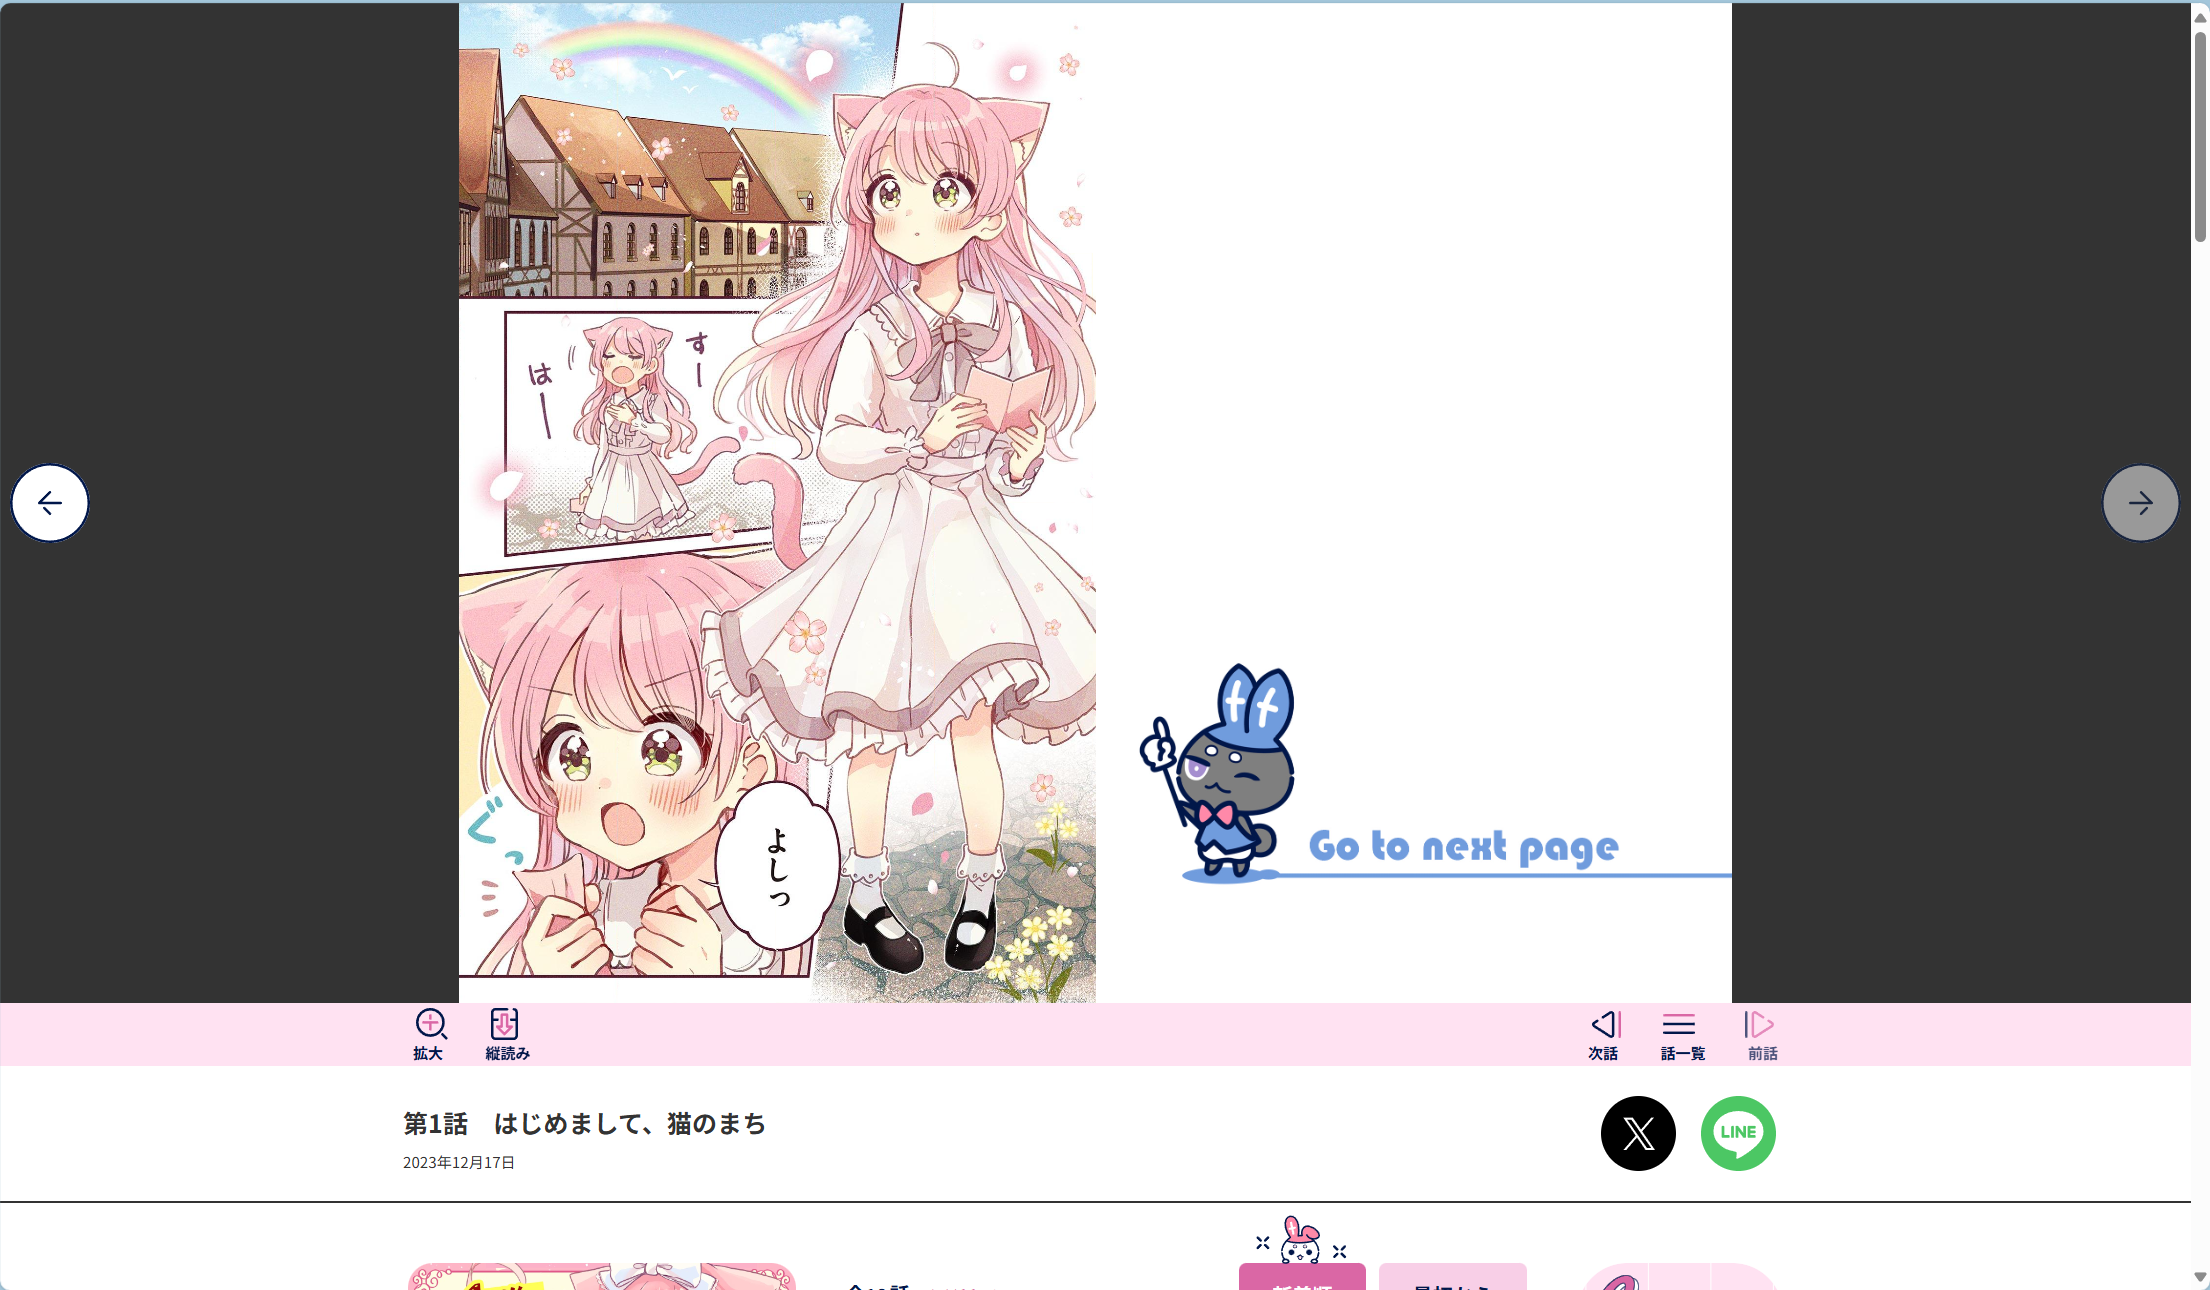 すー
はー
ぐっ
よしっ
Go to next page
拡大
縦読み
次話
話一覧
前話
第1話　はじめまして、猫のまち
2023年12月17日
LINE